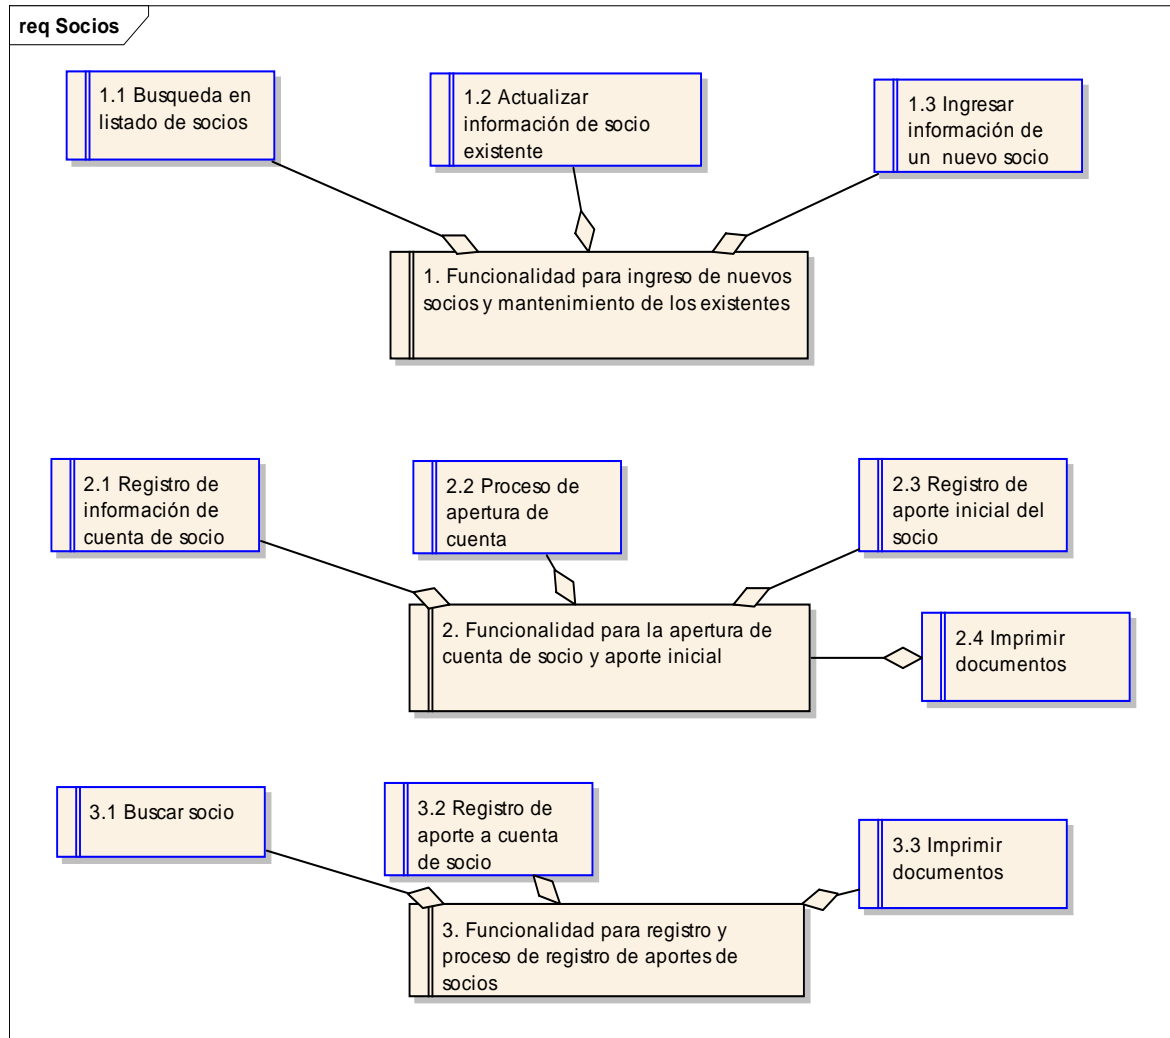 req Socios
1.1 Busqueda en
listado de socios
1.2 Actualizar
información de socio
existente
1.3 Ingresar
información de
un nuevo socio
1. Funcionalidad para ingreso de nuevos
socios y mantenimiento de los existentes
2.1 Registro de
información de
cuenta de socio
2.2 Proceso de
apertura de
cuenta
2.3 Registro de
aporte inicial del
socio
2. Funcionalidad para la apertura de
cuenta de socio y aporte inicial
2.4 Imprimir
documentos
3.1 Buscar socio
3.2 Registro de
aporte a cuenta
de socio
3.3 Imprimir
documentos
3. Funcionalidad para registro y
proceso de registro de aportes de
socios